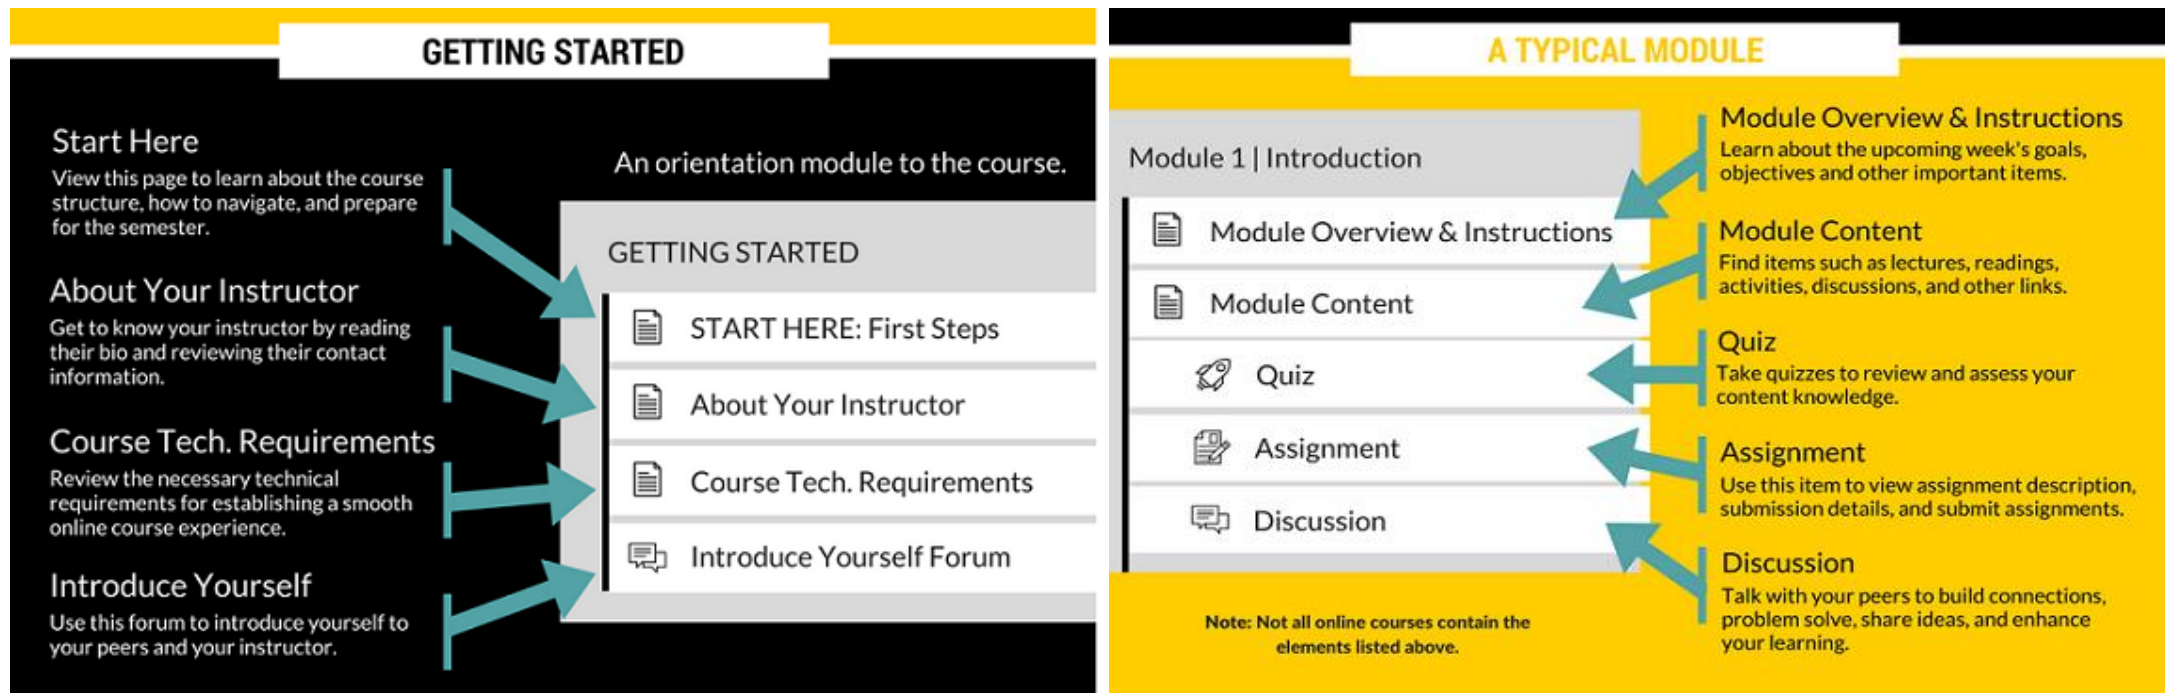 GETTING STARTED
Start Here
View this page to learn about the course
structure, how to navigate, and prepare
for the semester.
About Your Instructor
Get to know your instructor by reading
their bio and reviewing their contact
information.
Course Tech. Requirements
Review the necessary technical
requirements for establishing a smooth
online course experience.
Introduce Yourself
Use this forum to introduce yourself to
your peers and your instructor.
An orientation module to the course.
GETTING STARTED
START HERE: First Steps
About Your Instructor
Course Tech. Requirements
Introduce Yourself Forum
A TYPICAL MODULE
Module 1 | Introduction
Module Overview & Instructions
Module Content
Quiz
Assignment
Discussion
Note: Not all online courses contain the
elements listed above.
Module Overview & Instructions
Learn about the upcoming week's goals,
objectives and other important items.
Module Content
Find items such as lectures, readings,
activities, discussions, and other links.
Quiz
Take quizzes to review and assess your
content knowledge.
Assignment
Use this item to view assignment description,
submission details, and submit assignments.
Discussion
Talk with your peers to build connections,
problem solve, share ideas, and enhance
your learning.